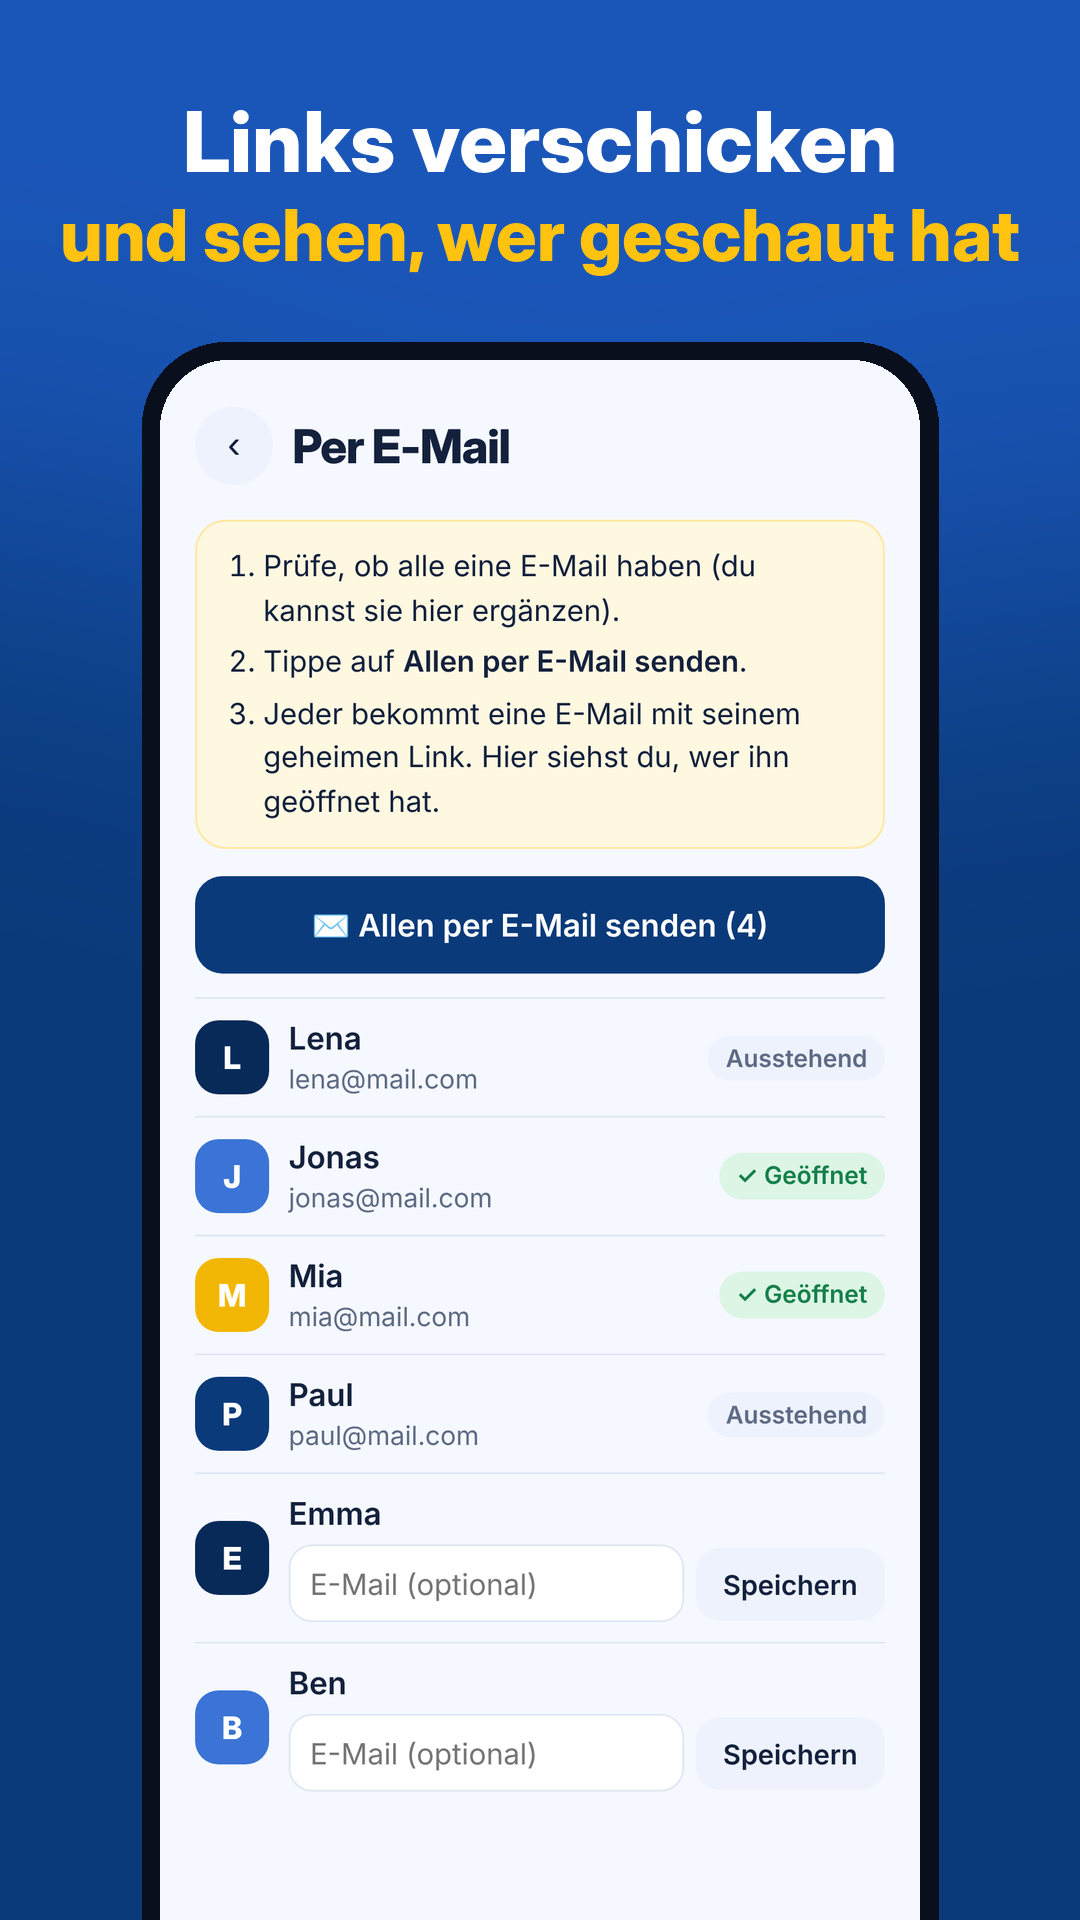 Links verschicken
und sehen, wer geschaut hat
‹ Per E-Mail
1. Prüfe, ob alle eine E-Mail haben (du
kannst sie hier ergänzen).
2. Tippe auf Allen per E-Mail senden.
3. Jeder bekommt eine E-Mail mit seinem
geheimen Link. Hier siehst du, wer ihn
geöffnet hat.
✉️ Allen per E-Mail senden (4)
L
Lena
lena@mail.com
Ausstehend
J
Jonas
jonas@mail.com
✓ Geöffnet
M
Mia
mia@mail.com
✓ Geöffnet
P
Paul
paul@mail.com
Ausstehend
E
Emma
E-Mail (optional)
Speichern
B
Ben
E-Mail (optional)
Speichern